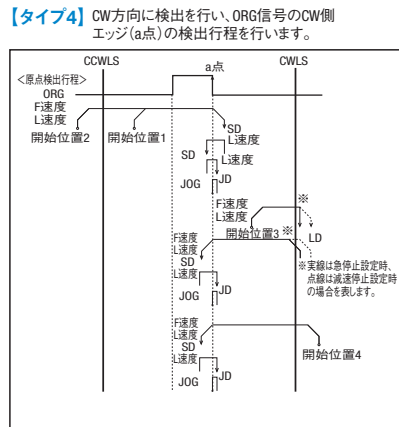 【タイプ4】 CW方向に検出を行い、ORG信号のCW側
エッジ（a点）の検出行程を行います。
CCWLS a点 CWLS
<原点検出行程>
ORG
F速度
L速度
開始位置2 開始位置1 SD
L速度
SD L速度
JOG JD
F速度 ※
L速度
開始位置3 ※ LD
F速度
SD
L速度
JOG JD
※実線は急停止設定時、
点線は減速停止設定時
の場合を表します。
F速度
L速度
SD 開始位置4
L速度
JOG JD